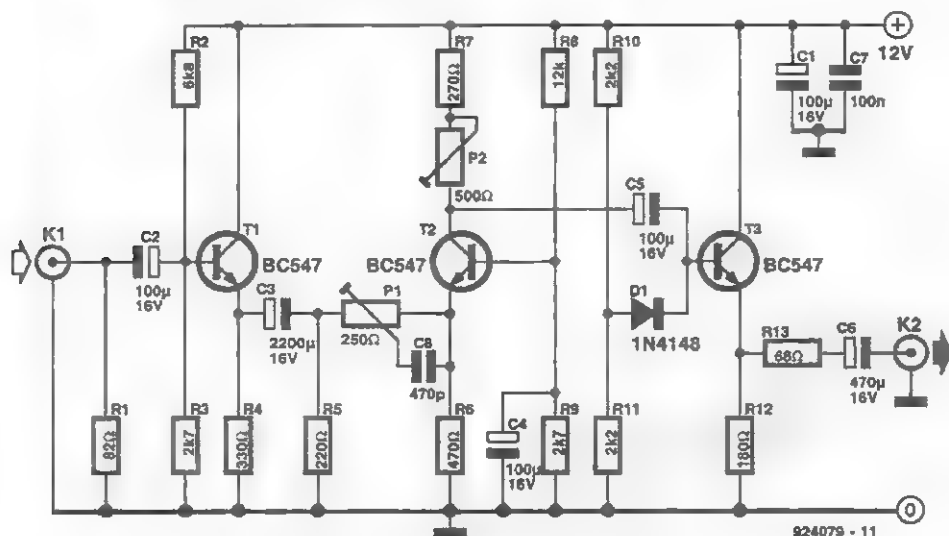 R2
6k8
R7
270Ω
P2
500Ω
R8
12k
R10
2k2
+
12V
C1
100μ
16V
C7
100n
K1
C2
100μ
16V
T1
BC547
C3
2200μ
16V
P1
250Ω
C8
470p
T2
BC547
C5
100μ
16V
D1
1N4148
T3
BC547
R13
68Ω
C6
470μ
16V
K2
R1
82Ω
R3
2k7
R4
330Ω
R5
220Ω
R6
470Ω
C4
100μ
16V
R9
2k7
R11
2k2
R12
180Ω
0
924079 - 11